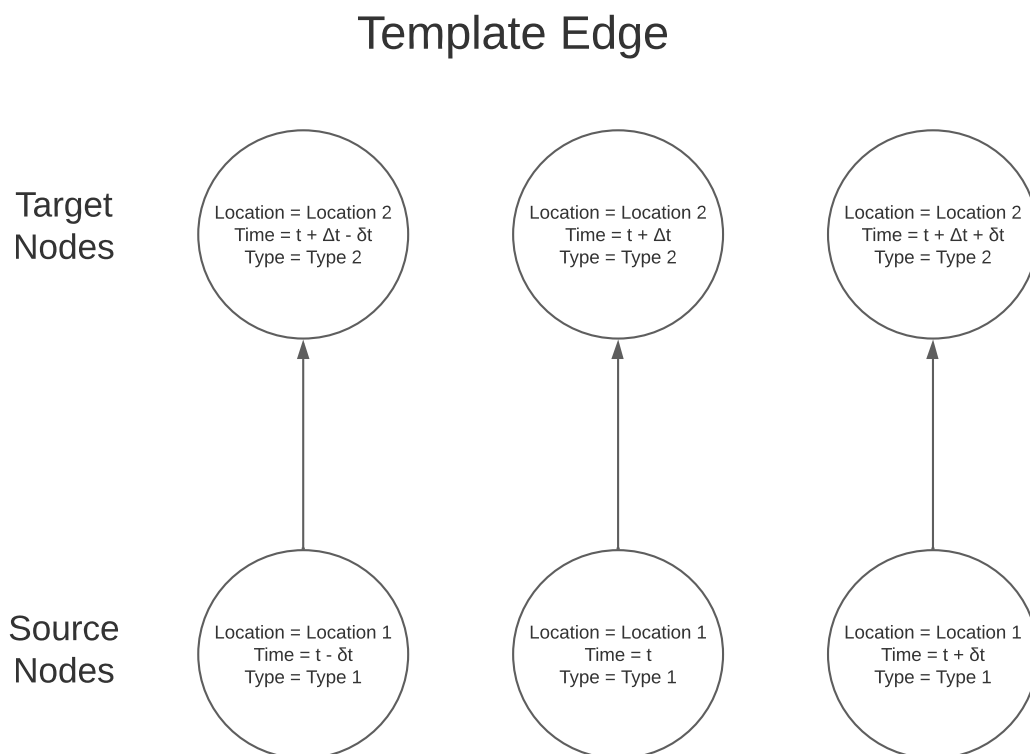 Template Edge
Target
Nodes
Location = Location 2
Time = t + Δt - δt
Type = Type 2
Location = Location 2
Time = t + Δt
Type = Type 2
Location = Location 2
Time = t + Δt + δt
Type = Type 2
Source
Nodes
Location = Location 1
Time = t - δt
Type = Type 1
Location = Location 1
Time = t
Type = Type 1
Location = Location 1
Time = t + δt
Type = Type 1